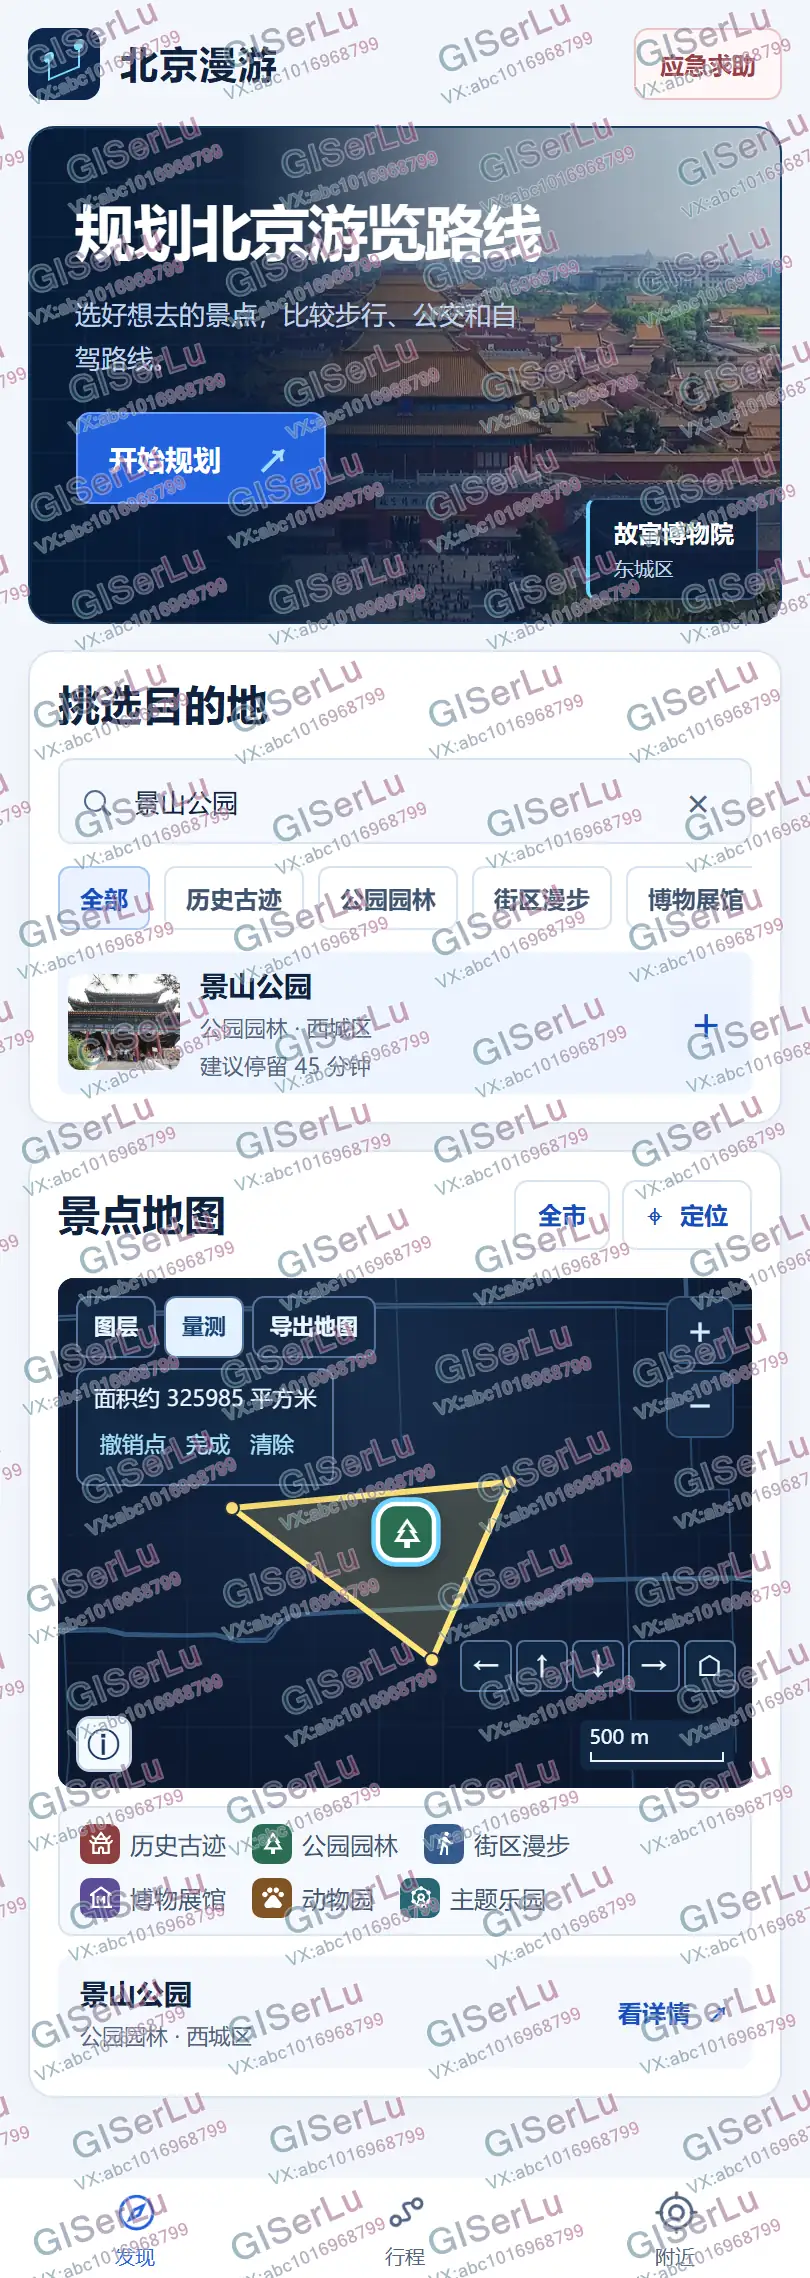 北京漫游
应急求助
规划北京游览路线
选好想去的景点，比较步行、公交和自
驾路线。
开始规划
故宫博物院
东城区
挑选目的地
景山公园
全部 历史古迹 公园园林 街区漫步 博物展馆
景山公园
公园园林 · 西城区
建议停留 45 分钟
景点地图
全市 定位
图层 量测 导出地图
面积约 325985 平方米
撤销点 完成 清除
500 m
历史古迹 公园园林 街区漫步
博物展馆 动物园 主题乐园
景山公园
公园园林 · 西城区
看详情
发现 行程 附近
GISerLu
VX:abc1016968799